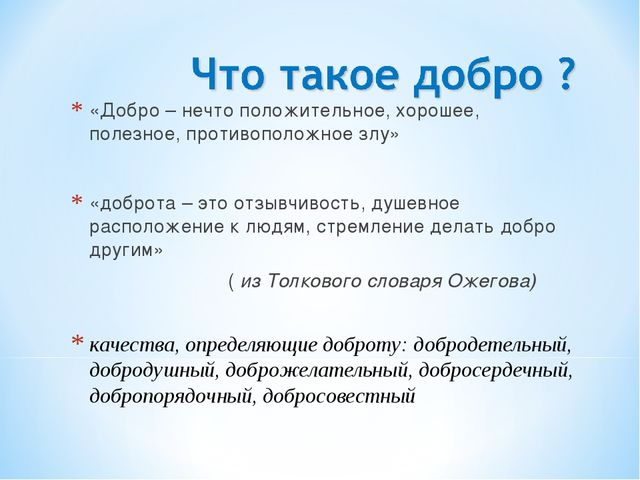 Что такое добро ?
* «Добро – нечто положительное, хорошее,
полезное, противоположное злу»
* «доброта – это отзывчивость, душевное
расположение к людям, стремление делать добро
другим»
( из Толкового словаря Ожегова)
* качества, определяющие доброту: добродетельный,
добродушный, доброжелательный, добросердечный,
добропорядочный, добросовестный